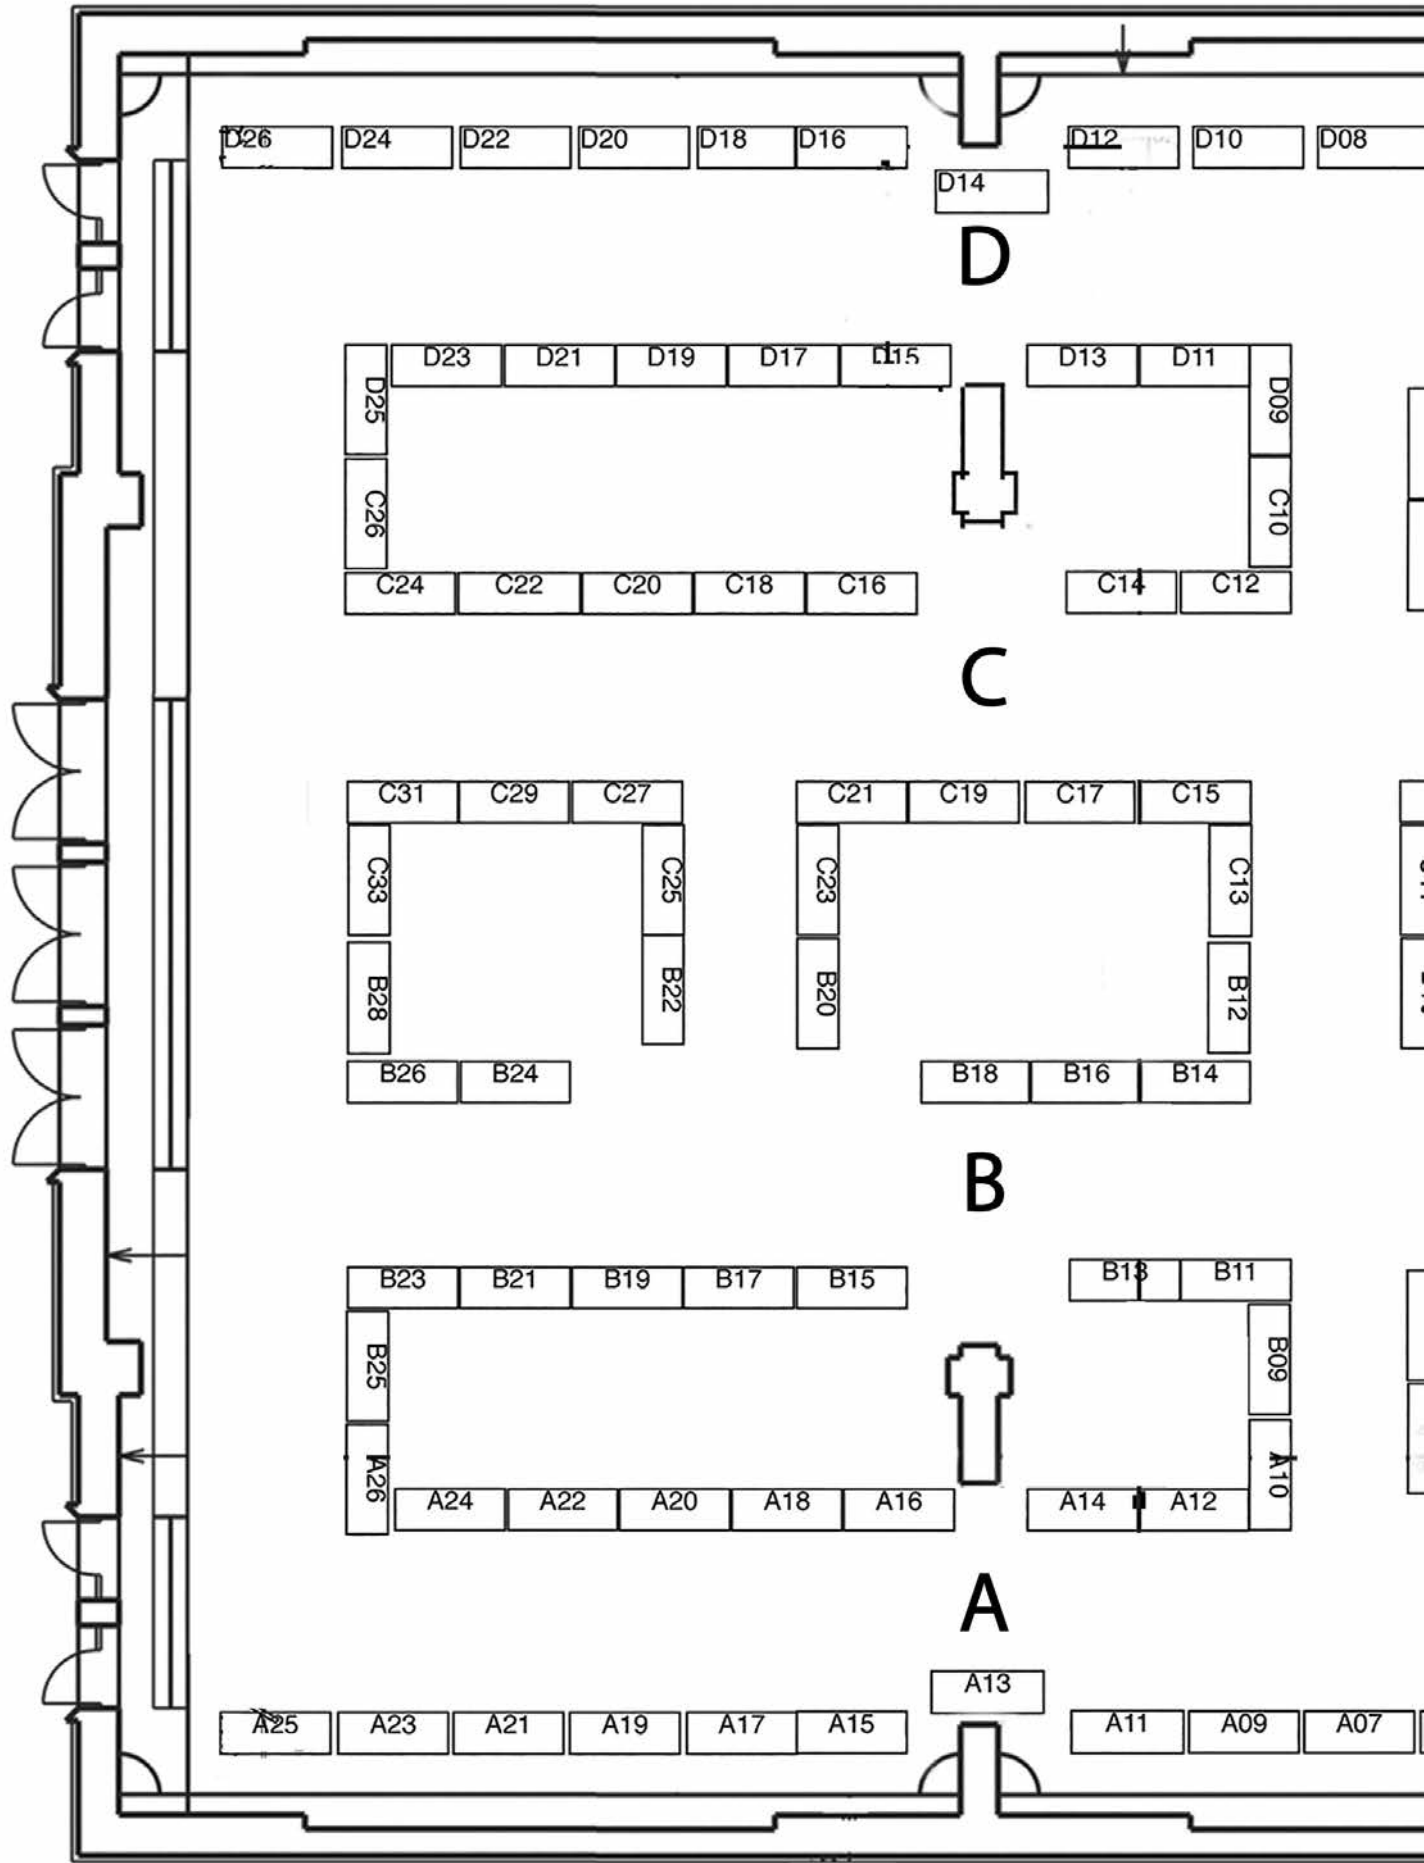 D26 D24 D22 D20 D18 D16 D12 D10 D08
D14
D
D23 D21 D19 D17 D15 D13 D11
D25 D09
C26 C10
C24 C22 C20 C18 C16 C14 C12
C
C31 C29 C27 C21 C19 C17 C15
C33 C25 C23 C13
B28 B22 B20 B12
B26 B24 B18 B16 B14
B
B23 B21 B19 B17 B15 B13 B11
B25 B09
A26 A10
A24 A22 A20 A18 A16 A14 A12
A
A13
A25 A23 A21 A19 A17 A15 A11 A09 A07